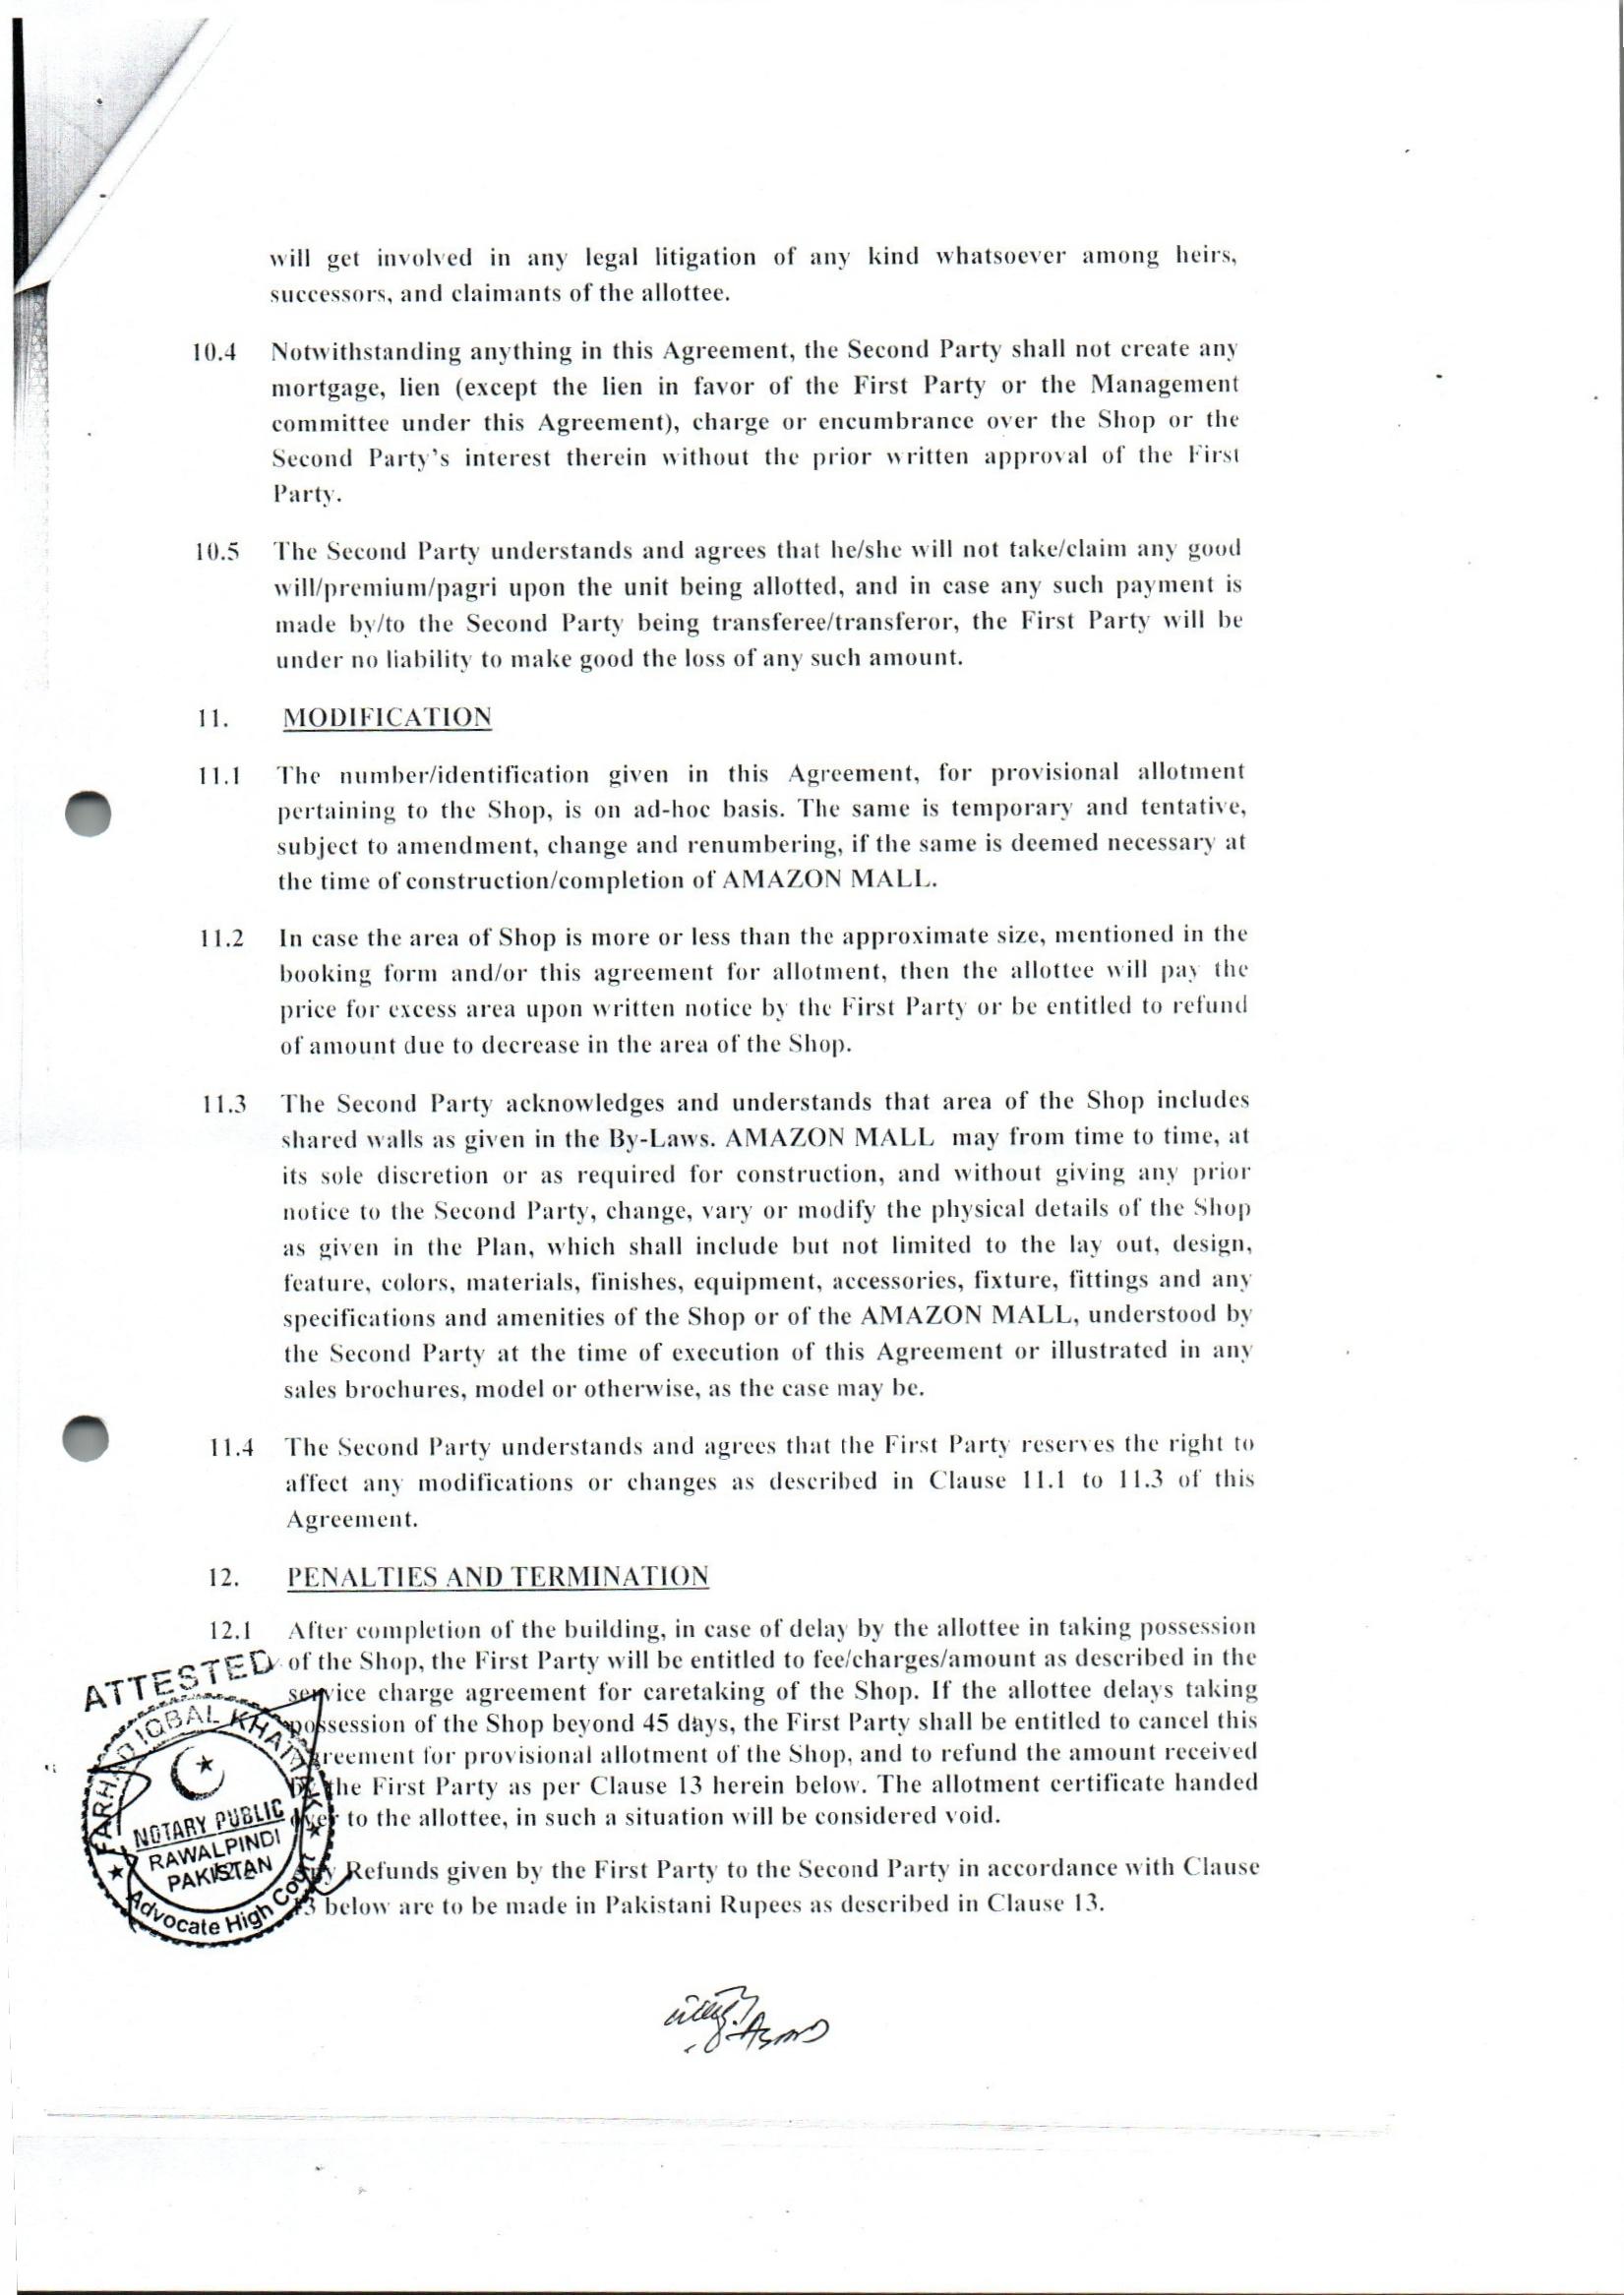 will get involved in any legal litigation of any kind whatsoever among heirs,
successors, and claimants of the allottee.
10.4 Notwithstanding anything in this Agreement, the Second Party shall not create any
mortgage, lien (except the lien in favor of the First Party or the Management
committee under this Agreement), charge or encumbrance over the Shop or the
Second Party's interest therein without the prior written approval of the First
Party.
10.5 The Second Party understands and agrees that he/she will not take/claim any good
will/premium/pagri upon the unit being allotted, and in case any such payment is
made by/to the Second Party being transferee/transferor, the First Party will be
under no liability to make good the loss of any such amount.
11. MODIFICATION
11.1 The number/identification given in this Agreement, for provisional allotment
pertaining to the Shop, is on ad-hoc basis. The same is temporary and tentative,
subject to amendment, change and renumbering, if the same is deemed necessary at
the time of construction/completion of AMAZON MALL.
11.2 In case the area of Shop is more or less than the approximate size, mentioned in the
booking form and/or this agreement for allotment, then the allottee will pay the
price for excess area upon written notice by the First Party or be entitled to refund
of amount due to decrease in the area of the Shop.
11.3 The Second Party acknowledges and understands that area of the Shop includes
shared walls as given in the By-Laws. AMAZON MALL may from time to time, at
its sole discretion or as required for construction, and without giving any prior
notice to the Second Party, change, vary or modify the physical details of the Shop
as given in the Plan, which shall include but not limited to the lay out, design,
feature, colors, materials, finishes, equipment, accessories, fixture, fittings and any
specifications and amenities of the Shop or of the AMAZON MALL, understood by
the Second Party at the time of execution of this Agreement or illustrated in any
sales brochures, model or otherwise, as the case may be.
11.4 The Second Party understands and agrees that the First Party reserves the right to
affect any modifications or changes as described in Clause 11.1 to 11.3 of this
Agreement.
12. PENALTIES AND TERMINATION
12.1 After completion of the building, in case of delay by the allottee in taking possession
of the Shop, the First Party will be entitled to fee/charges/amount as described in the
service charge agreement for caretaking of the Shop. If the allottee delays taking
possession of the Shop beyond 45 days, the First Party shall be entitled to cancel this
agreement for provisional allotment of the Shop, and to refund the amount received
by the First Party as per Clause 13 herein below. The allotment certificate handed
over to the allottee, in such a situation will be considered void.
Any Refunds given by the First Party to the Second Party in accordance with Clause
13 below are to be made in Pakistani Rupees as described in Clause 13.
ATTESTED
IQBAL KHATTAK
NOTARY PUBLIC
RAWALPINDI
PAKISTAN
Advocate High Court